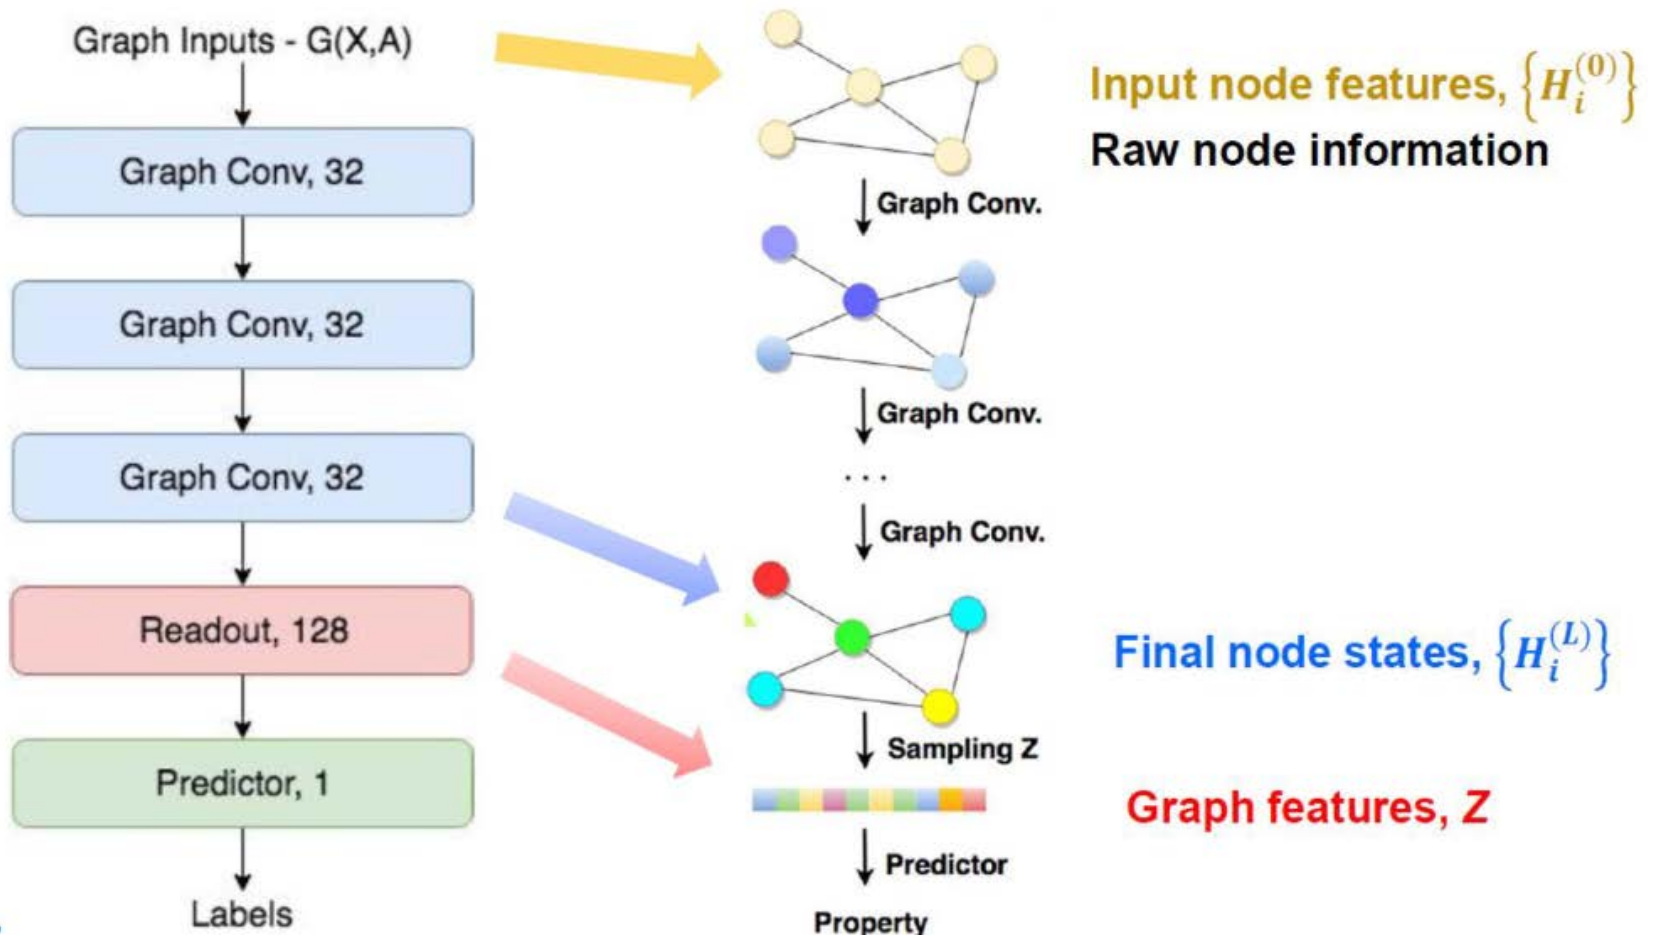 Graph Inputs - G(X,A)
Graph Conv, 32
Graph Conv, 32
Graph Conv, 32
Readout, 128
Predictor, 1
Labels
Graph Conv.
Graph Conv.
...
Graph Conv.
Sampling Z
Predictor
Property
Input node features, {H_i^(0)}
Raw node information
Final node states, {H_i^(L)}
Graph features, Z